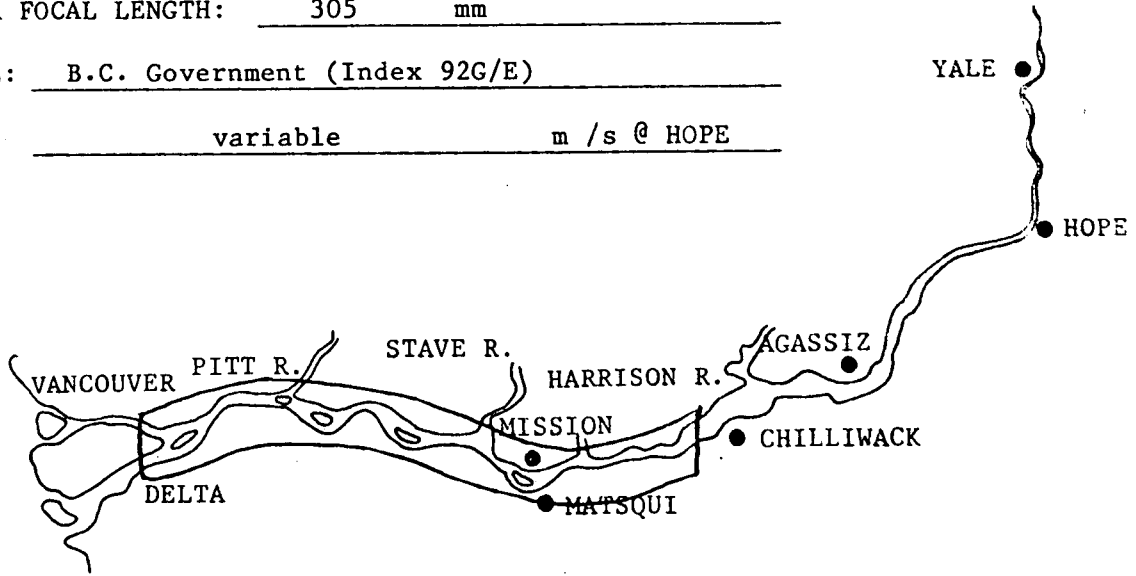 FOCAL LENGTH: 305 mm
B.C. Government (Index 92G/E)
variable m /s @ HOPE
YALE
HOPE
AGASSIZ
STAVE R.
PITT R.
HARRISON R.
VANCOUVER
MISSION
CHILLIWACK
DELTA
MATSQUI